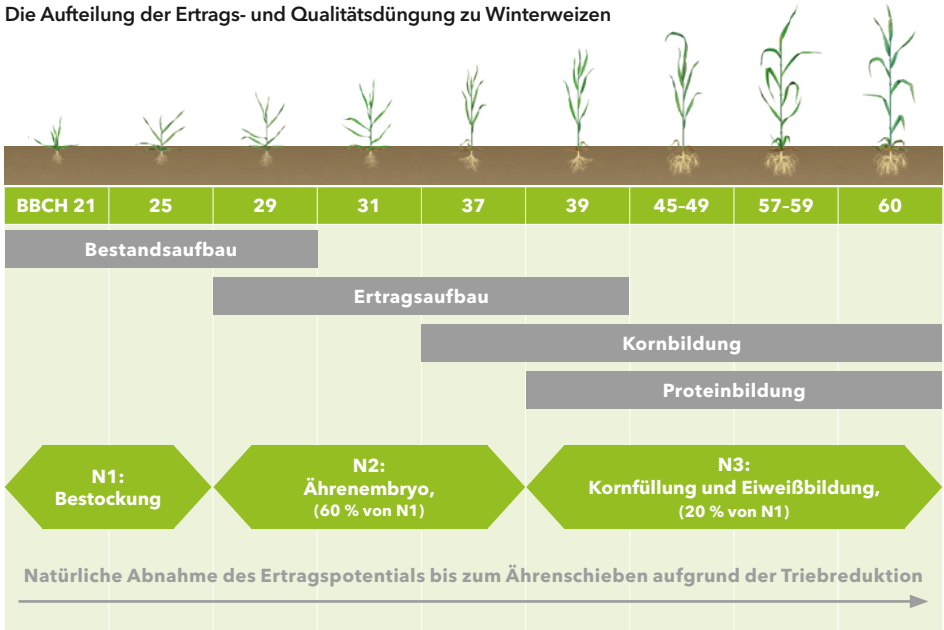 Die Aufteilung der Ertrags- und Qualitätsdüngung zu Winterweizen
BBCH 21 25 29 31 37 39 45–49 57–59 60
Bestandsaufbau
Ertragsaufbau
Kornbildung
Proteinbildung
N1:
Bestockung
N2:
Ährenembryo,
(60 % von N1)
N3:
Kornfüllung und Eiweißbildung,
(20 % von N1)
Natürliche Abnahme des Ertragspotentials bis zum Ährenschieben aufgrund der Triebreduktion